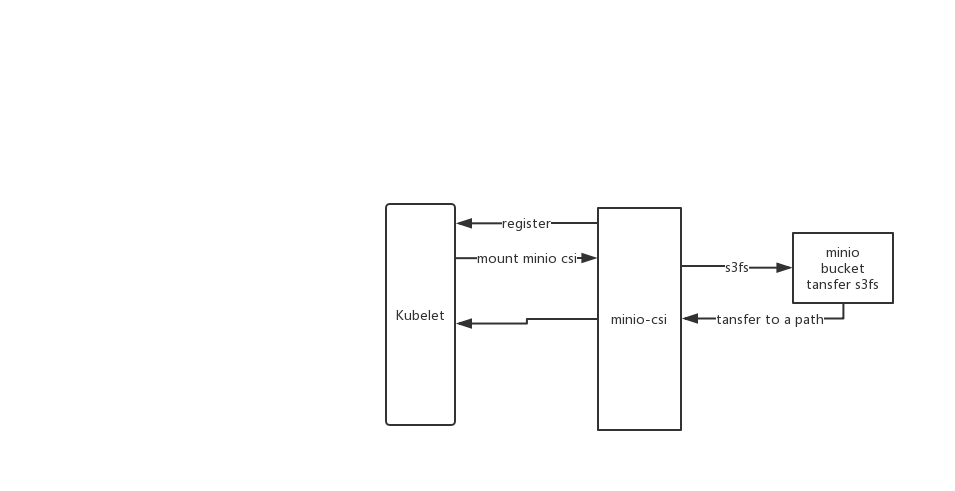 register
mount minio csi
Kubelet
minio-csi
s3fs
minio
bucket
tansfer s3fs
tansfer to a path